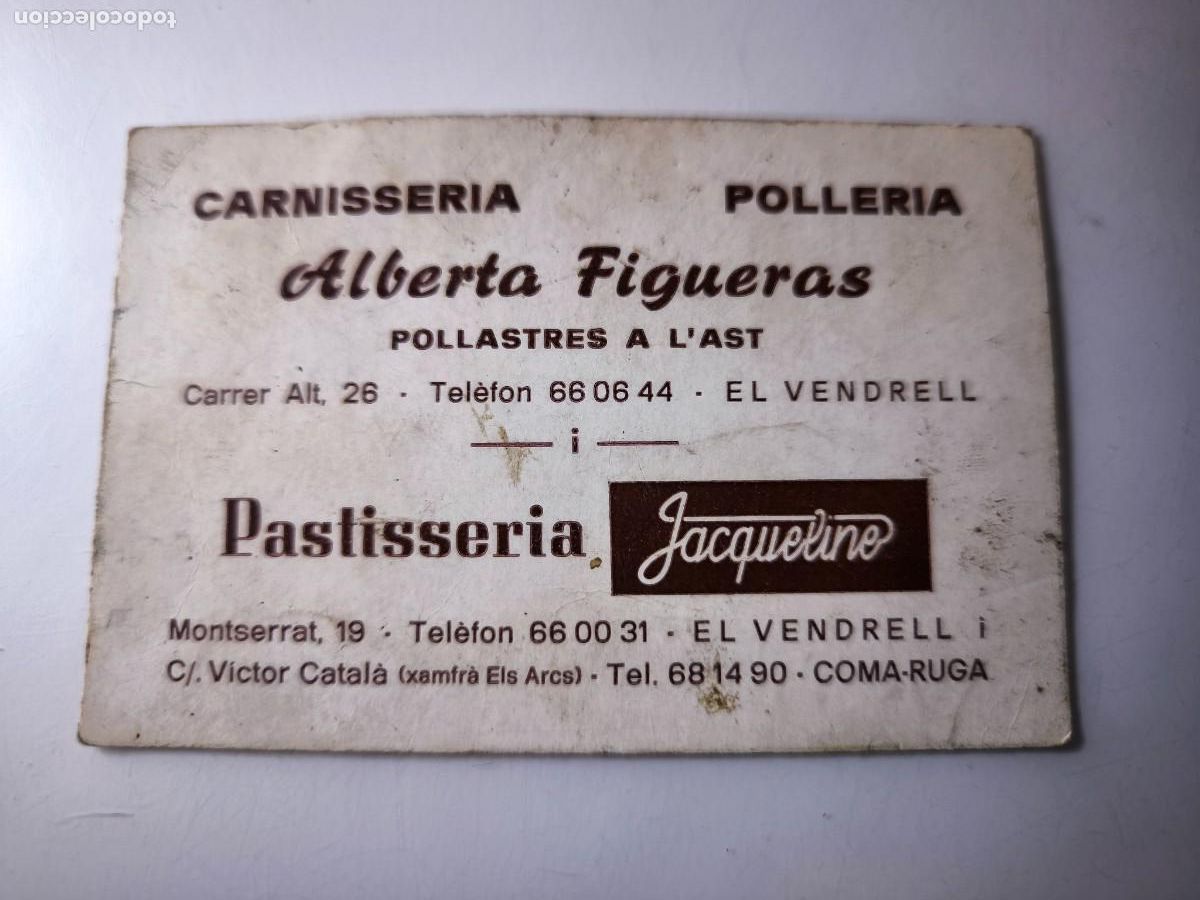 todocoleccion
CARNISSERIA POLLERIA
Alberta Figueras
POLLASTRES A L'AST
Carrer Alt, 26 - Telèfon 66 06 44 - EL VENDRELL
i
Pastisseria Jacqueline
Montserrat, 19 - Telèfon 66 00 31 - EL VENDRELL i
C/. Víctor Català (xamfrà Els Arcs) - Tel. 68 14 90 - COMA-RUGA